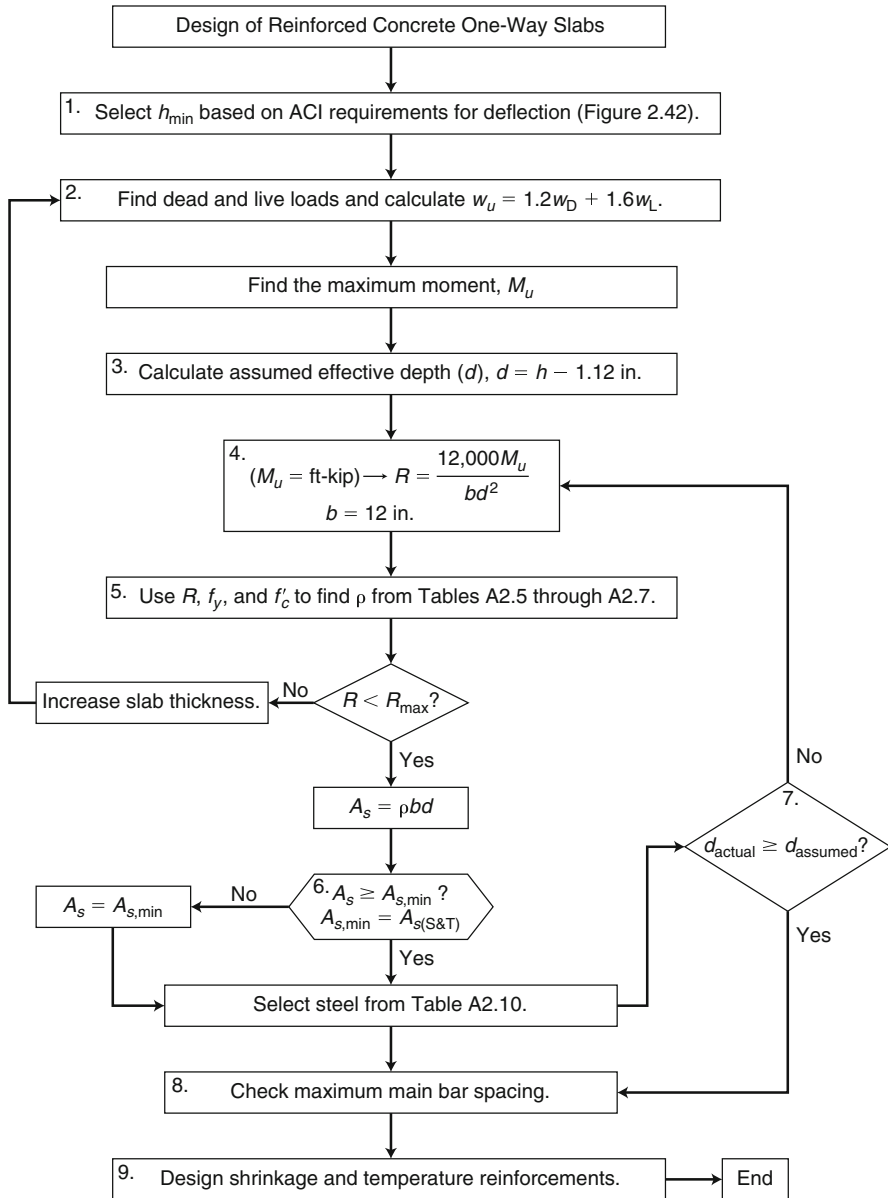 Design of Reinforced Concrete One-Way Slabs
1. Select h_min based on ACI requirements for deflection (Figure 2.42).
2. Find dead and live loads and calculate w_u = 1.2w_D + 1.6w_L.
Find the maximum moment, M_u
3. Calculate assumed effective depth (d), d = h − 1.12 in.
4. (M_u = ft-kip) → R = 12,000M_u / bd²
b = 12 in.
5. Use R, f_y, and f′_c to find ρ from Tables A2.5 through A2.7.
Increase slab thickness.
No
R < R_max?
Yes
A_s = ρbd
6. A_s ≥ A_s,min ?
A_s,min = A_s(S&T)
No
A_s = A_s,min
Yes
Select steel from Table A2.10.
7.
d_actual ≥ d_assumed?
No
Yes
8. Check maximum main bar spacing.
9. Design shrinkage and temperature reinforcements.
End